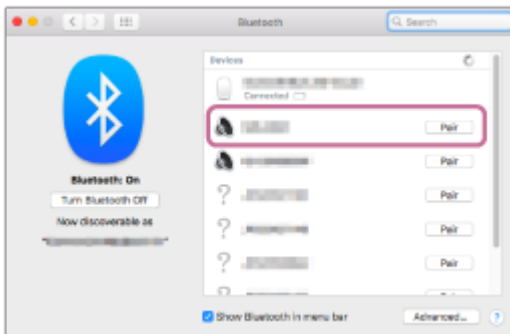 Bluetooth
Search
Devices
Connected
Pair
Pair
Bluetooth: On
Pair
Turn Bluetooth Off
Now discoverable as
Pair
Pair
Show Bluetooth in menu bar
Advanced...
?